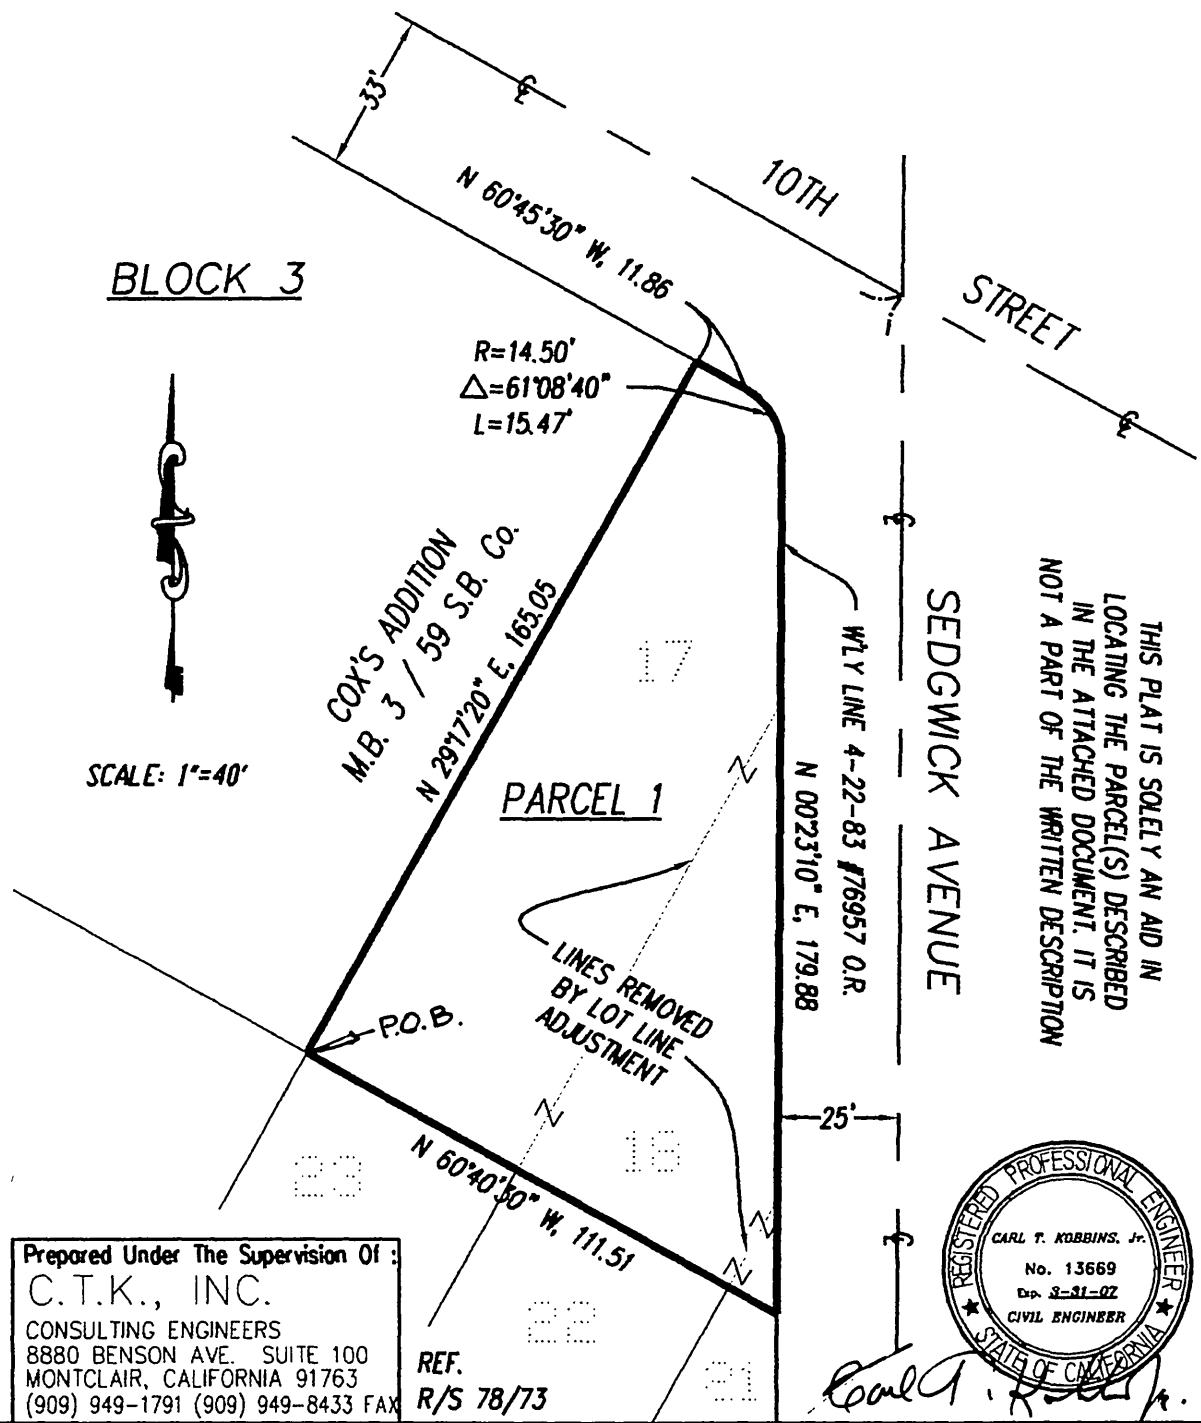 33'
℄
10TH
STREET
℄
N 60°45'30" W, 11.86
BLOCK 3
R=14.50'
△=61°08'40"
L=15.47'
COX'S ADDITION
M.B. 3 / 59 S.B. Co.
N 29°17'20" E, 165.05
SCALE: 1"=40'
17
PARCEL 1
WLY LINE 4-22-83 #76957 O.R.
N 00°23'10" E, 179.88
SEDGWICK AVENUE
THIS PLAT IS SOLELY AN AID IN
LOCATING THE PARCEL(S) DESCRIBED
IN THE ATTACHED DOCUMENT. IT IS
NOT A PART OF THE WRITTEN DESCRIPTION
LINES REMOVED
BY LOT LINE
ADJUSTMENT
P.O.B.
25'
N 60°40'30" W, 111.51
23
22
21
Prepared Under The Supervision Of :
C.T.K., INC.
CONSULTING ENGINEERS
8880 BENSON AVE. SUITE 100
MONTCLAIR, CALIFORNIA 91763
(909) 949-1791 (909) 949-8433 FAX
REF.
R/S 78/73
REGISTERED PROFESSIONAL ENGINEER
CARL T. KOBBINS, Jr.
No. 13669
Exp. 3-31-07
CIVIL ENGINEER
STATE OF CALIFORNIA